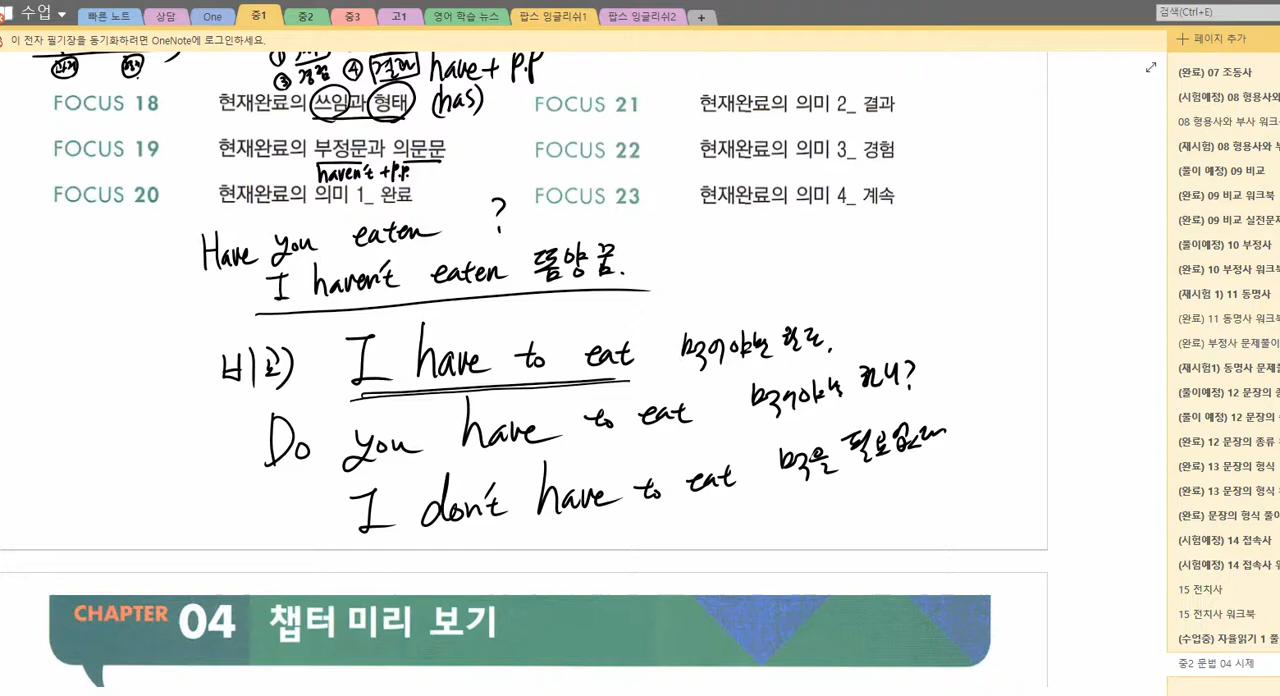 수업
빠른 노트 상담 One 중1 중2 중3 고1 영어 학습 뉴스 팝스 잉글리쉬1 팝스 잉글리쉬2 +
검색(Ctrl+E)
이 전자 필기장을 동기화하려면 OneNote에 로그인하세요.
페이지 추가
③ 경험 ④ 결과 have + p.p
(has)
FOCUS 18 현재완료의 쓰임과 형태
FOCUS 21 현재완료의 의미 2_ 결과
FOCUS 19 현재완료의 부정문과 의문문
haven't + p.p.
FOCUS 22 현재완료의 의미 3_ 경험
FOCUS 20 현재완료의 의미 1_ 완료
FOCUS 23 현재완료의 의미 4_ 계속
Have you eaten ?
I haven't eaten 똠양꿈.
비교) I have to eat 먹어야만 한다.
Do you have to eat 먹어야만 하니?
I don't have to eat 먹을 필요없다
CHAPTER 04 챕터 미리 보기
(완료) 07 조동사
(시험예정) 08 형용사와
08 형용사와 부사 워크
(재시험) 08 형용사와
(풀이 예정) 09 비교
(완료) 09 비교 워크북
(완료) 09 비교 실전문제
(풀이예정) 10 부정사
(완료) 10 부정사 워크북
(재시험 1) 11 동명사
(완료) 11 동명사 워크북
(완료) 부정사 문제풀이
(재시험1) 동명사 문제
(풀이예정) 12 문장의
(풀이 예정) 12 문장의
(완료) 12 문장의 종류
(완료) 13 문장의 형식
(완료) 13 문장의 형식
(완료) 문장의 형식 풀이
(시험예정) 14 접속사
(시험예정) 14 접속사
15 전치사
15 전치사 워크북
(수업중) 자율읽기 1
중2 문법 04 시제